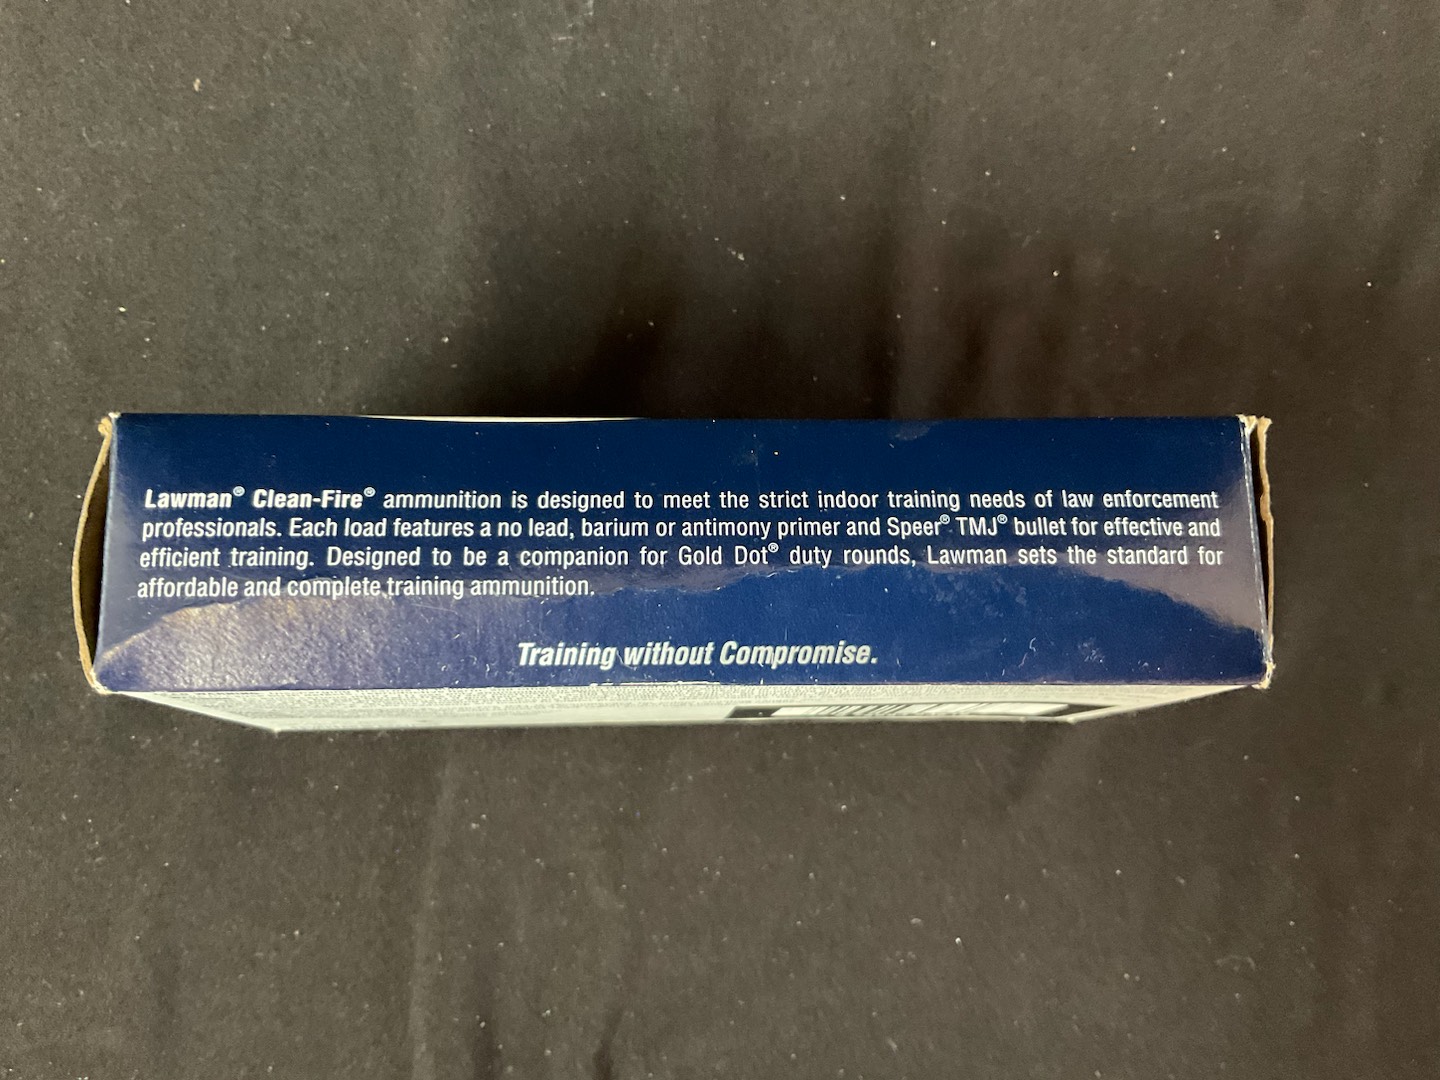 Lawman® Clean-Fire® ammunition is designed to meet the strict indoor training needs of law enforcement
professionals. Each load features a no lead, barium or antimony primer and Speer® TMJ® bullet for effective and
efficient training. Designed to be a companion for Gold Dot® duty rounds, Lawman sets the standard for
affordable and complete training ammunition.
Training without Compromise.